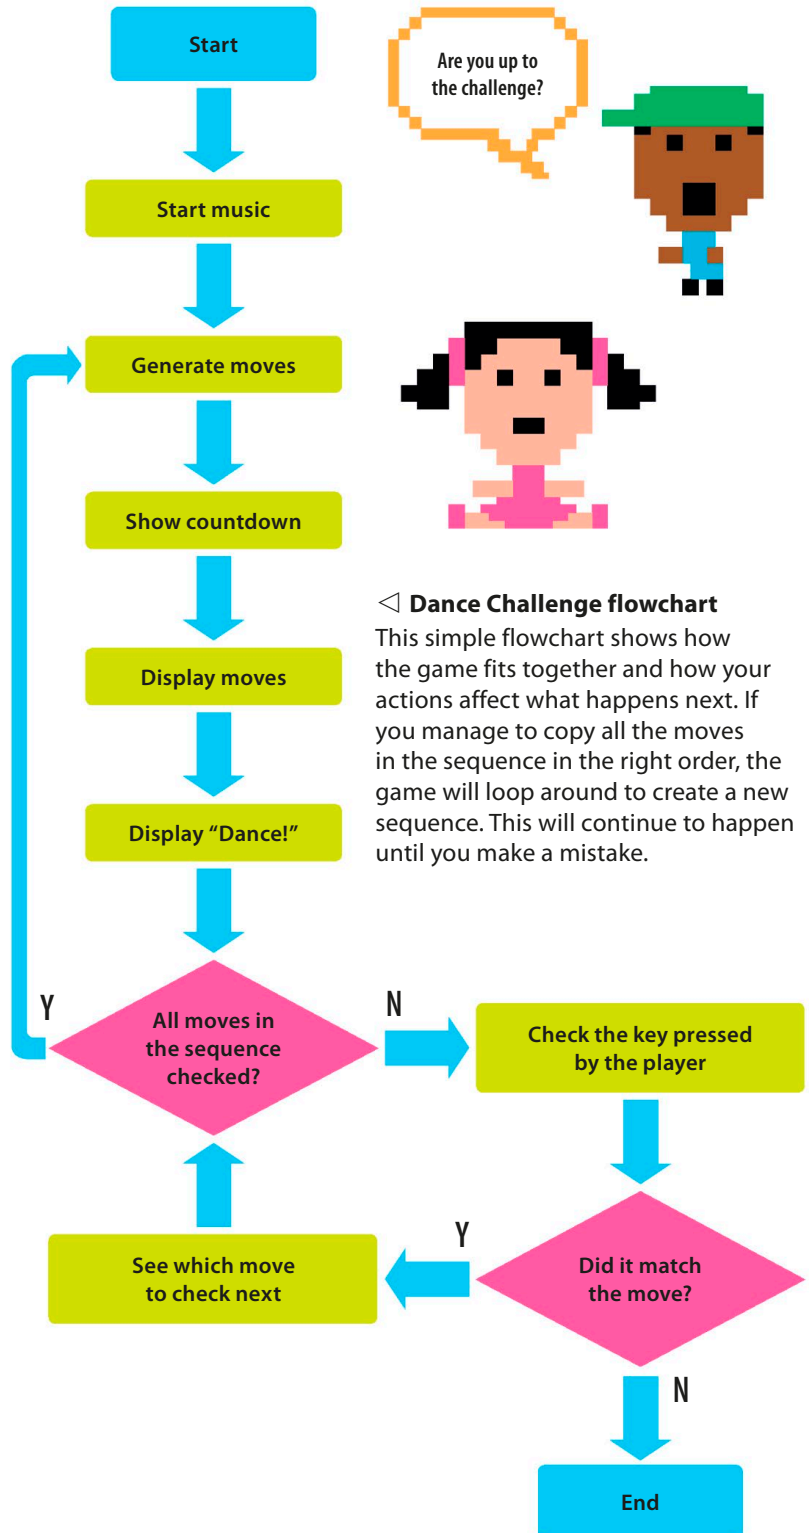 Start
Are you up to
the challenge?
Start music
Generate moves
Show countdown
Display moves
Display “Dance!”
◁ Dance Challenge flowchart
This simple flowchart shows how
the game fits together and how your
actions affect what happens next. If
you manage to copy all the moves
in the sequence in the right order, the
game will loop around to create a new
sequence. This will continue to happen
until you make a mistake.
Y
All moves in
the sequence
checked?
N
Check the key pressed
by the player
Did it match
the move?
Y
See which move
to check next
N
End